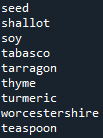 seed
shallot
soy
tabasco
tarragon
thyme
turmeric
worcestershire
teaspoon